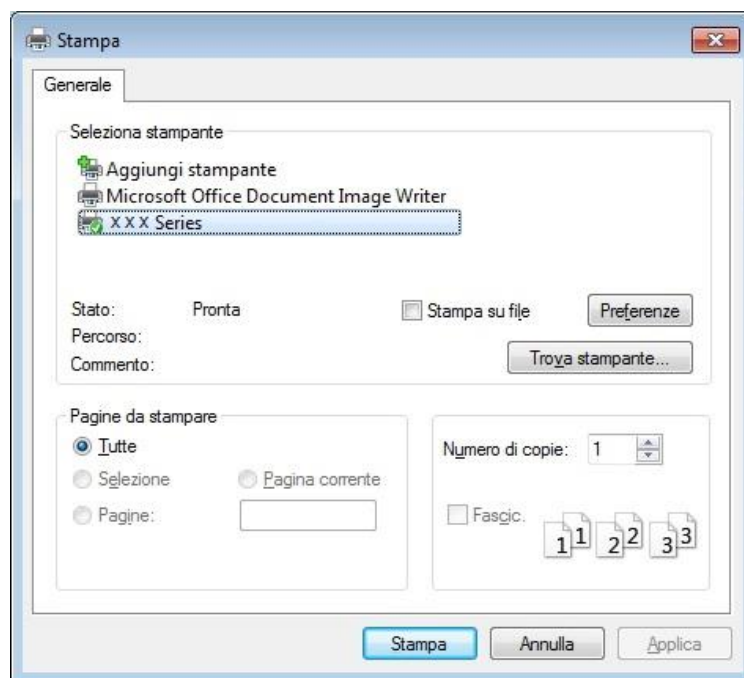 Stampa
Generale
Seleziona stampante
Aggiungi stampante
Microsoft Office Document Image Writer
XXX Series
Stato: Pronta
Stampa su file
Preferenze
Percorso:
Commento:
Trova stampante...
Pagine da stampare
Tutte
Selezione
Pagina corrente
Pagine:
Numero di copie: 1
Fascic.
1 1 2 2 3 3
Stampa
Annulla
Applica